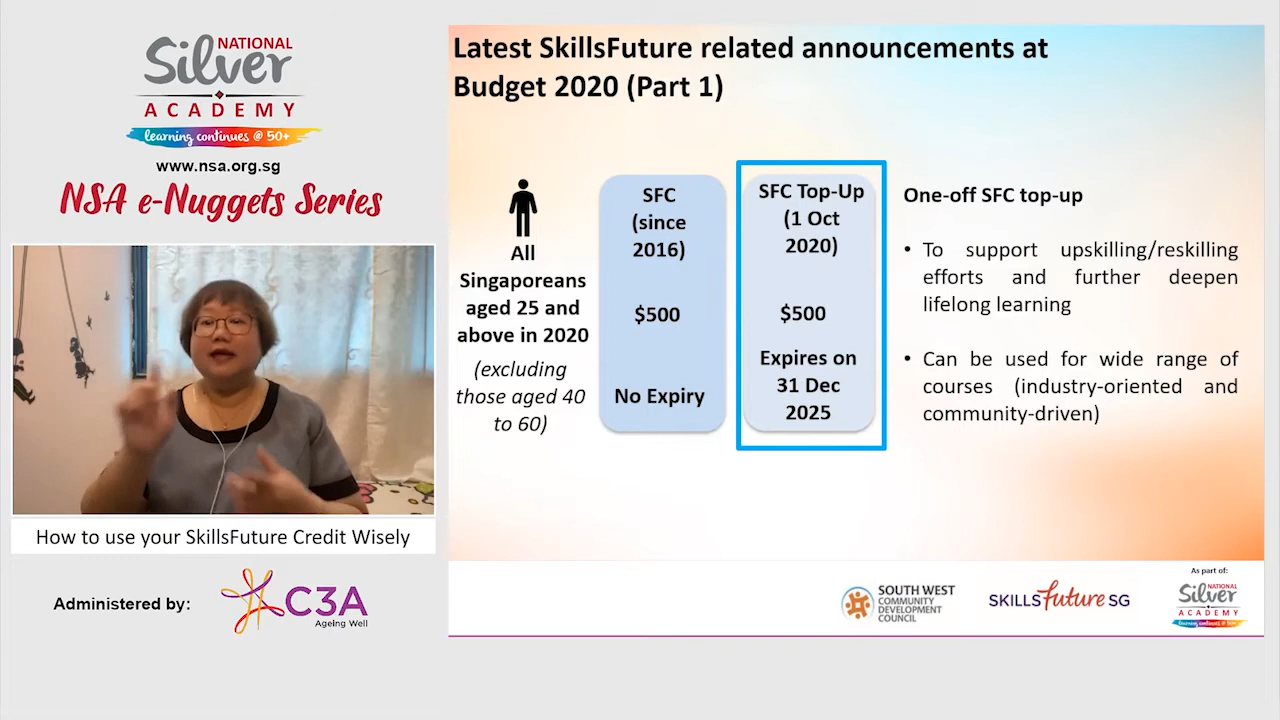 NATIONAL
Silver
ACADEMY
learning continues @ 50+
www.nsa.org.sg
NSA e-Nuggets Series
How to use your SkillsFuture Credit Wisely
Administered by:
C3A
Ageing Well
Latest SkillsFuture related announcements at
Budget 2020 (Part 1)
All
Singaporeans
aged 25 and
above in 2020
(excluding
those aged 40
to 60)
SFC
(since
2016)
$500
No Expiry
SFC Top-Up
(1 Oct
2020)
$500
Expires on
31 Dec
2025
One-off SFC top-up
• To support upskilling/reskilling
efforts and further deepen
lifelong learning
• Can be used for wide range of
courses (industry-oriented and
community-driven)
SOUTH WEST
COMMUNITY
DEVELOPMENT
COUNCIL
SKILLSfuture SG
As part of:
NATIONAL
Silver
ACADEMY
learning continues @ 50+